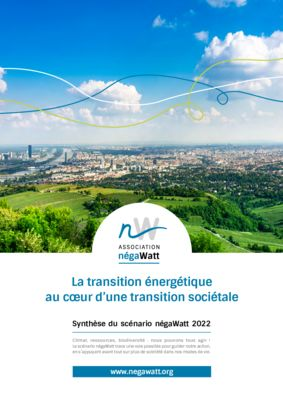 nW
ASSOCIATION
négaWatt
La transition énergétique
au cœur d'une transition sociétale
Synthèse du scénario négaWatt 2022
Climat, ressources, biodiversité : nous pouvons tout agir !
Le scénario négaWatt trace une voie possible pour guider notre action,
en s'appuyant avant tout sur plus de sobriété dans nos modes de vie.
www.negawatt.org